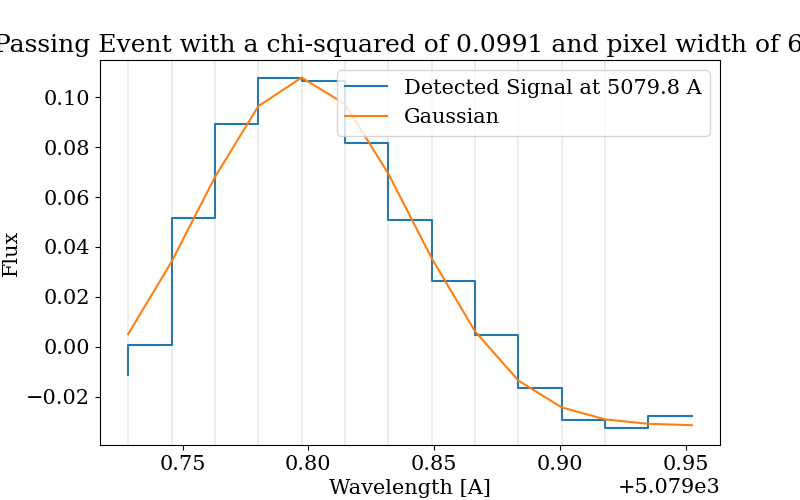 Passing Event with a chi-squared of 0.0991 and pixel width of 6
Detected Signal at 5079.8 A
Gaussian
Flux
0.10
0.08
0.06
0.04
0.02
0.00
−0.02
0.75 0.80 0.85 0.90 0.95
+5.079e3
Wavelength [A]